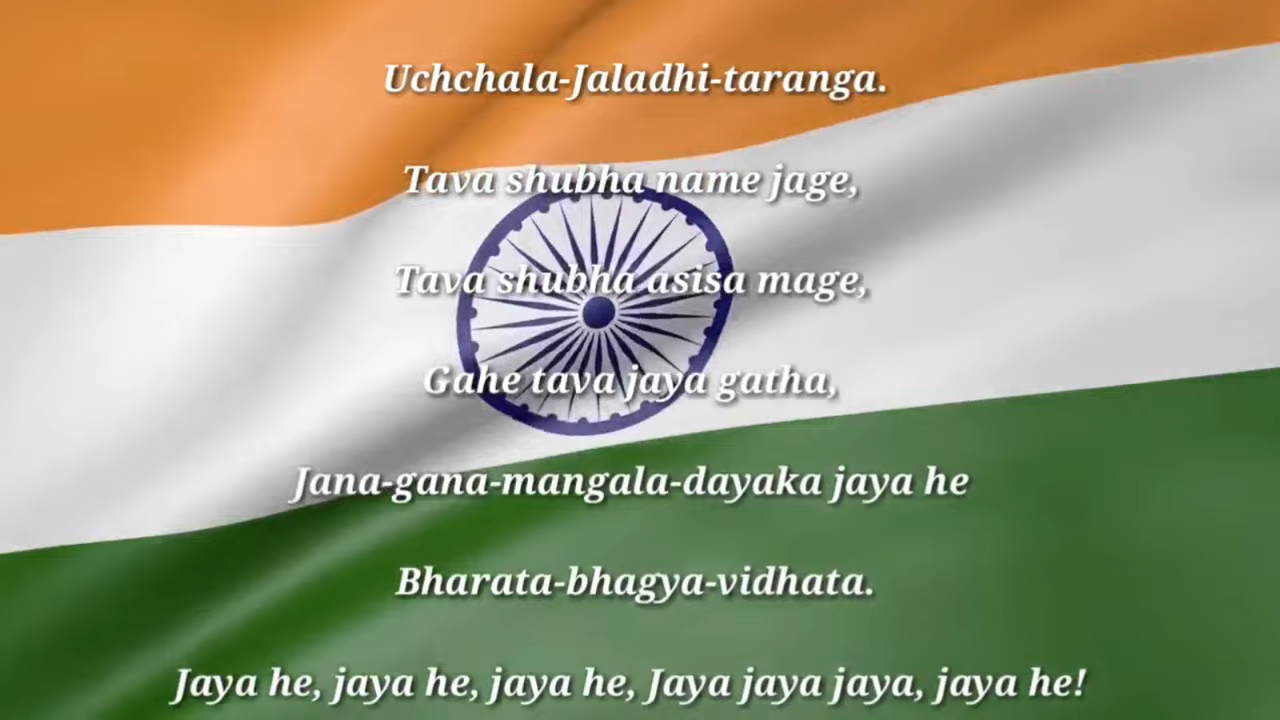 Uchchala-Jaladhi-taranga.
Tava shubha name jage,
Tava shubha asisa mage,
Gahe tava jaya gatha,
Jana-gana-mangala-dayaka jaya he
Bharata-bhagya-vidhata.
Jaya he, jaya he, jaya he, Jaya jaya jaya, jaya he!